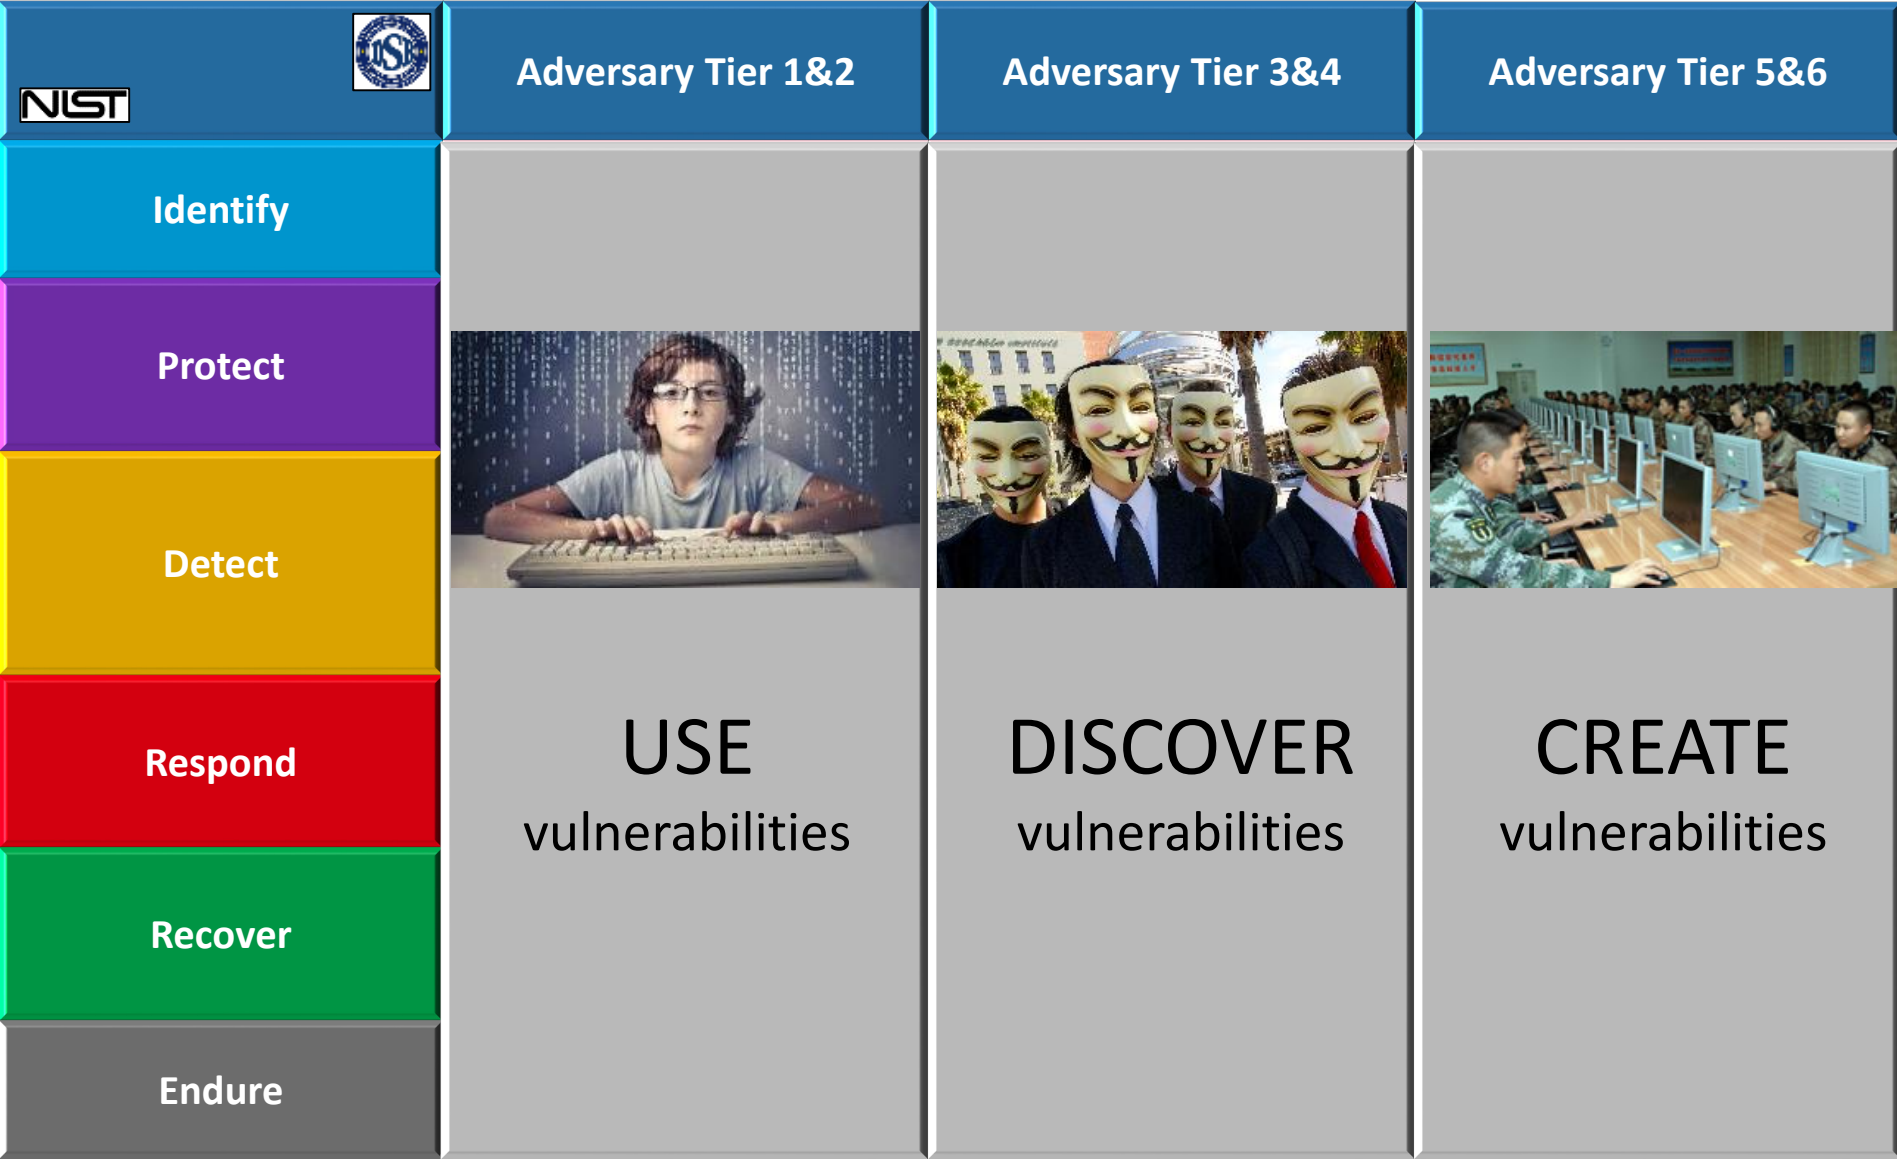 DSB
NIST
Adversary Tier 1&2
Adversary Tier 3&4
Adversary Tier 5&6
Identify
Protect
Detect
Respond
Recover
Endure
USE
vulnerabilities
DISCOVER
vulnerabilities
CREATE
vulnerabilities